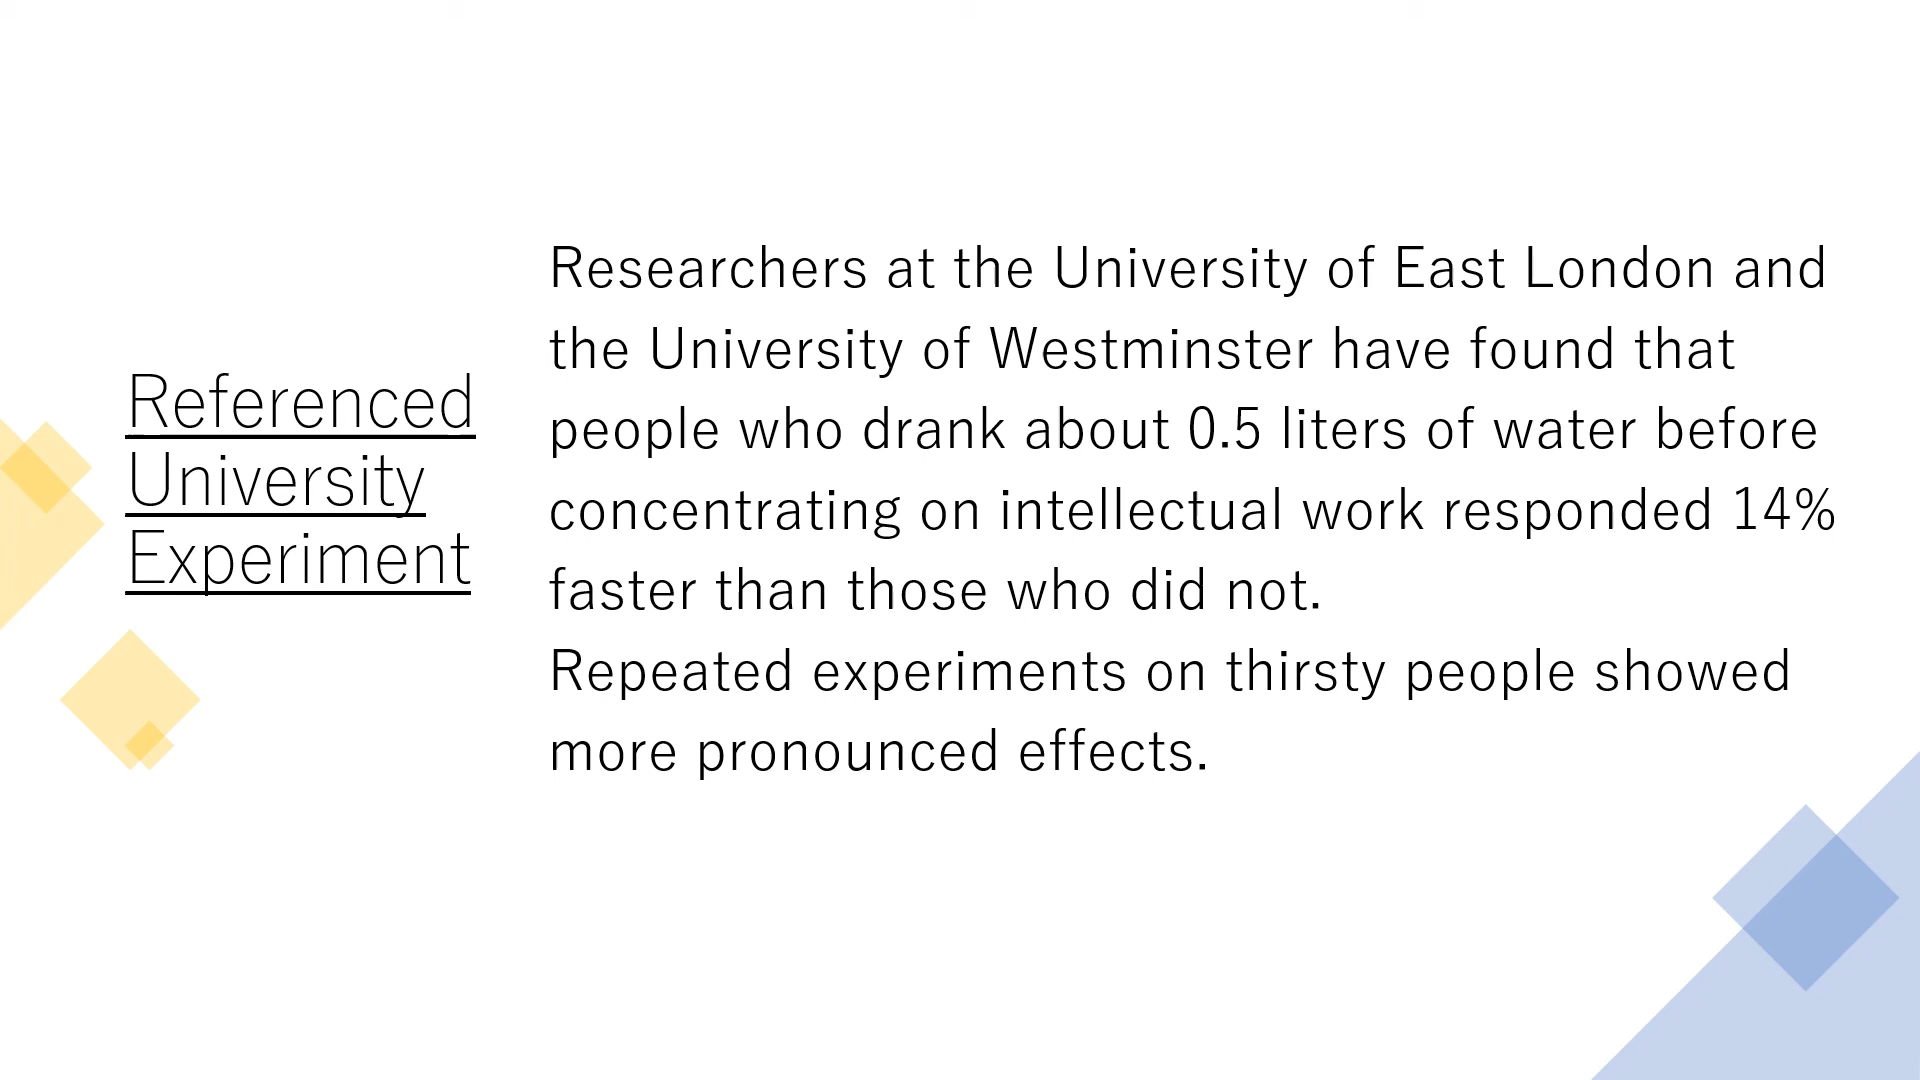 Referenced
University
Experiment
Researchers at the University of East London and
the University of Westminster have found that
people who drank about 0.5 liters of water before
concentrating on intellectual work responded 14%
faster than those who did not.
Repeated experiments on thirsty people showed
more pronounced effects.